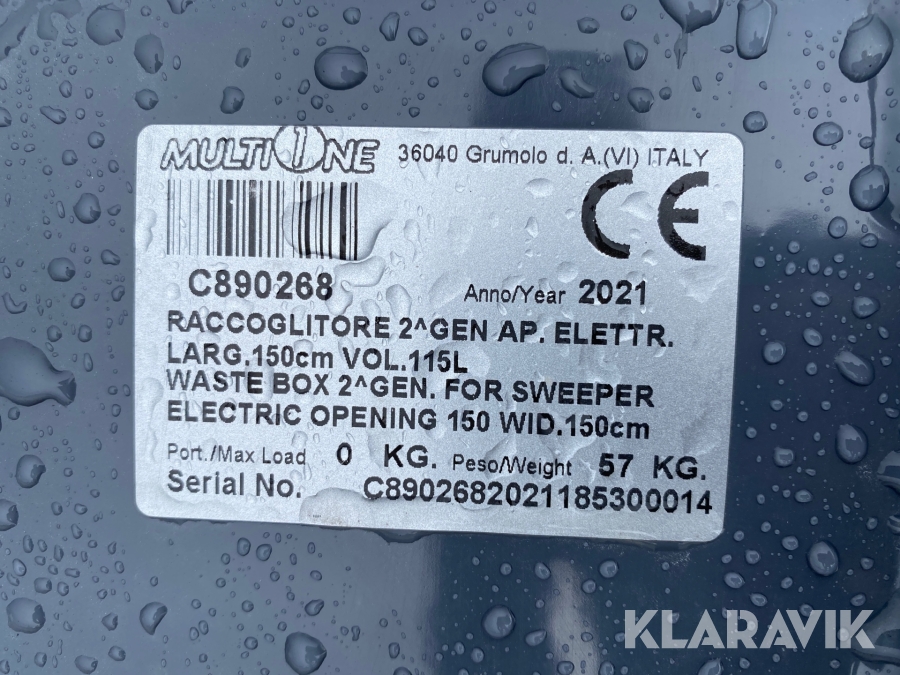 MULTIONE 36040 Grumolo d. A.(VI) ITALY
CE
C890268 Anno/Year 2021
RACCOGLITORE 2^GEN AP. ELETTR.
LARG.150cm VOL.115L
WASTE BOX 2^GEN. FOR SWEEPER
ELECTRIC OPENING 150 WID.150cm
Port./Max Load 0 KG. Peso/Weight 57 KG.
Serial No. C8902682021185300014
KLARAVIK